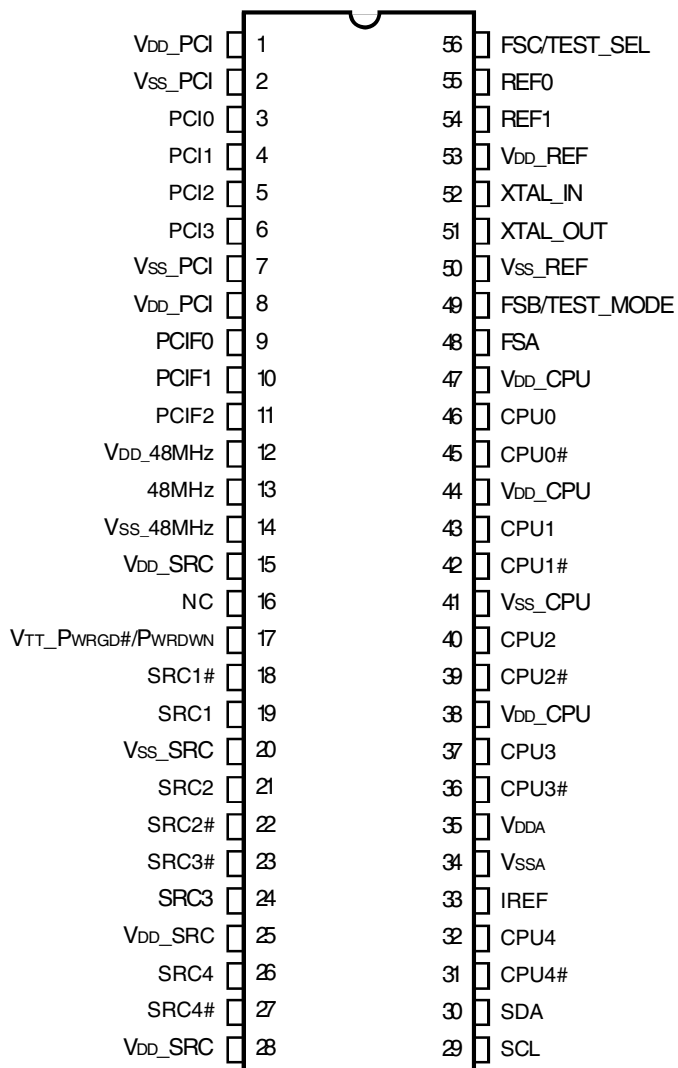 VDD_PCI 1 56 FSC/TEST_SEL
VSS_PCI 2 55 REF0
PCI0 3 54 REF1
PCI1 4 53 VDD_REF
PCI2 5 52 XTAL_IN
PCI3 6 51 XTAL_OUT
VSS_PCI 7 50 VSS_REF
VDD_PCI 8 49 FSB/TEST_MODE
PCIF0 9 48 FSA
PCIF1 10 47 VDD_CPU
PCIF2 11 46 CPU0
VDD_48MHz 12 45 CPU0#
48MHz 13 44 VDD_CPU
VSS_48MHz 14 43 CPU1
VDD_SRC 15 42 CPU1#
NC 16 41 VSS_CPU
VTT_PWRGD#/PWRDWN 17 40 CPU2
SRC1# 18 39 CPU2#
SRC1 19 38 VDD_CPU
VSS_SRC 20 37 CPU3
SRC2 21 36 CPU3#
SRC2# 22 35 VDDA
SRC3# 23 34 VSSA
SRC3 24 33 IREF
VDD_SRC 25 32 CPU4
SRC4 26 31 CPU4#
SRC4# 27 30 SDA
VDD_SRC 28 29 SCL